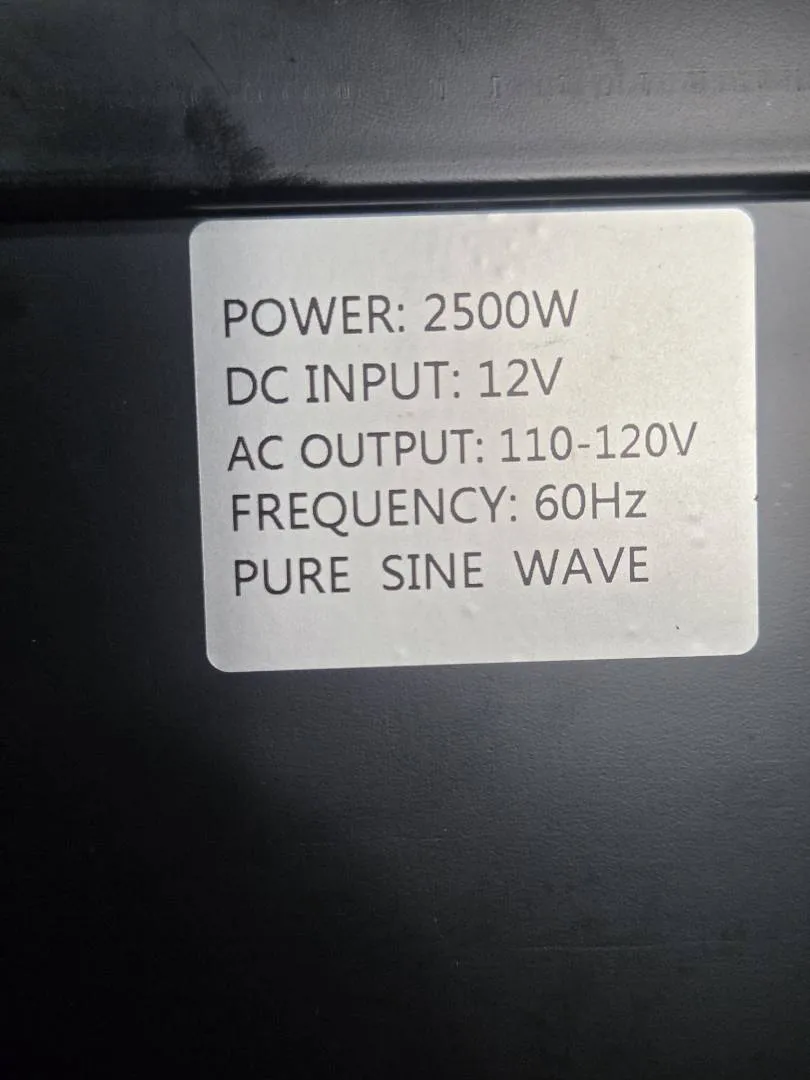 POWER: 2500W
DC INPUT: 12V
AC OUTPUT: 110-120V
FREQUENCY: 60Hz
PURE SINE WAVE